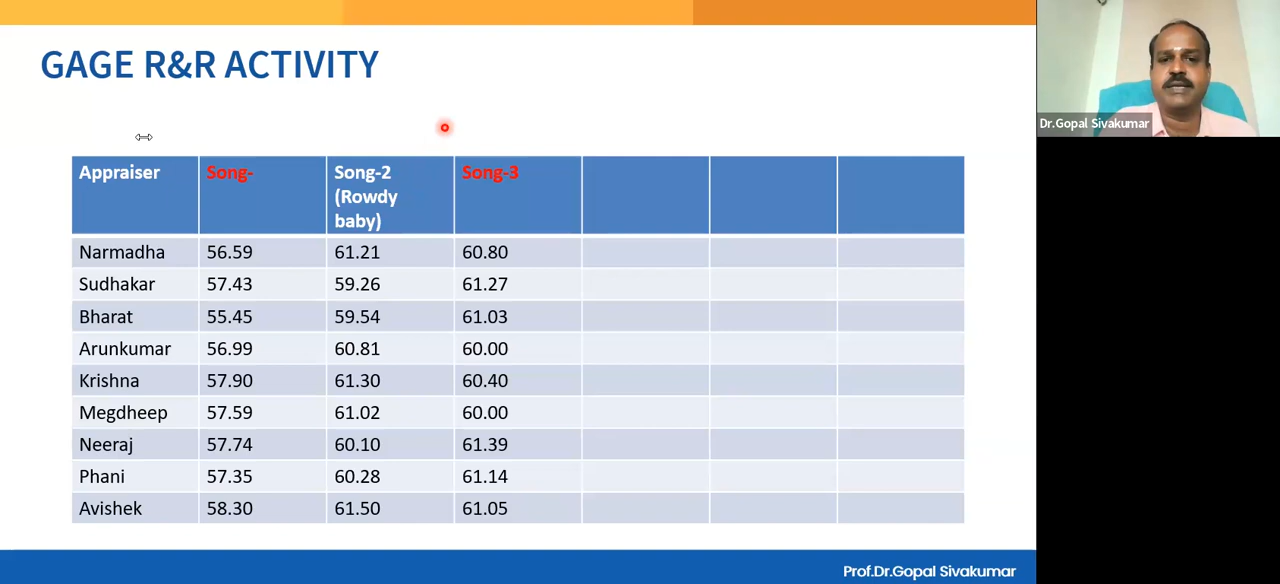 GAGE R&R ACTIVITY
Dr.Gopal Sivakumar
Appraiser Song- Song-2 (Rowdy baby) Song-3
Narmadha 56.59 61.21 60.80
Sudhakar 57.43 59.26 61.27
Bharat 55.45 59.54 61.03
Arunkumar 56.99 60.81 60.00
Krishna 57.90 61.30 60.40
Megdheep 57.59 61.02 60.00
Neeraj 57.74 60.10 61.39
Phani 57.35 60.28 61.14
Avishek 58.30 61.50 61.05
Prof.Dr.Gopal Sivakumar